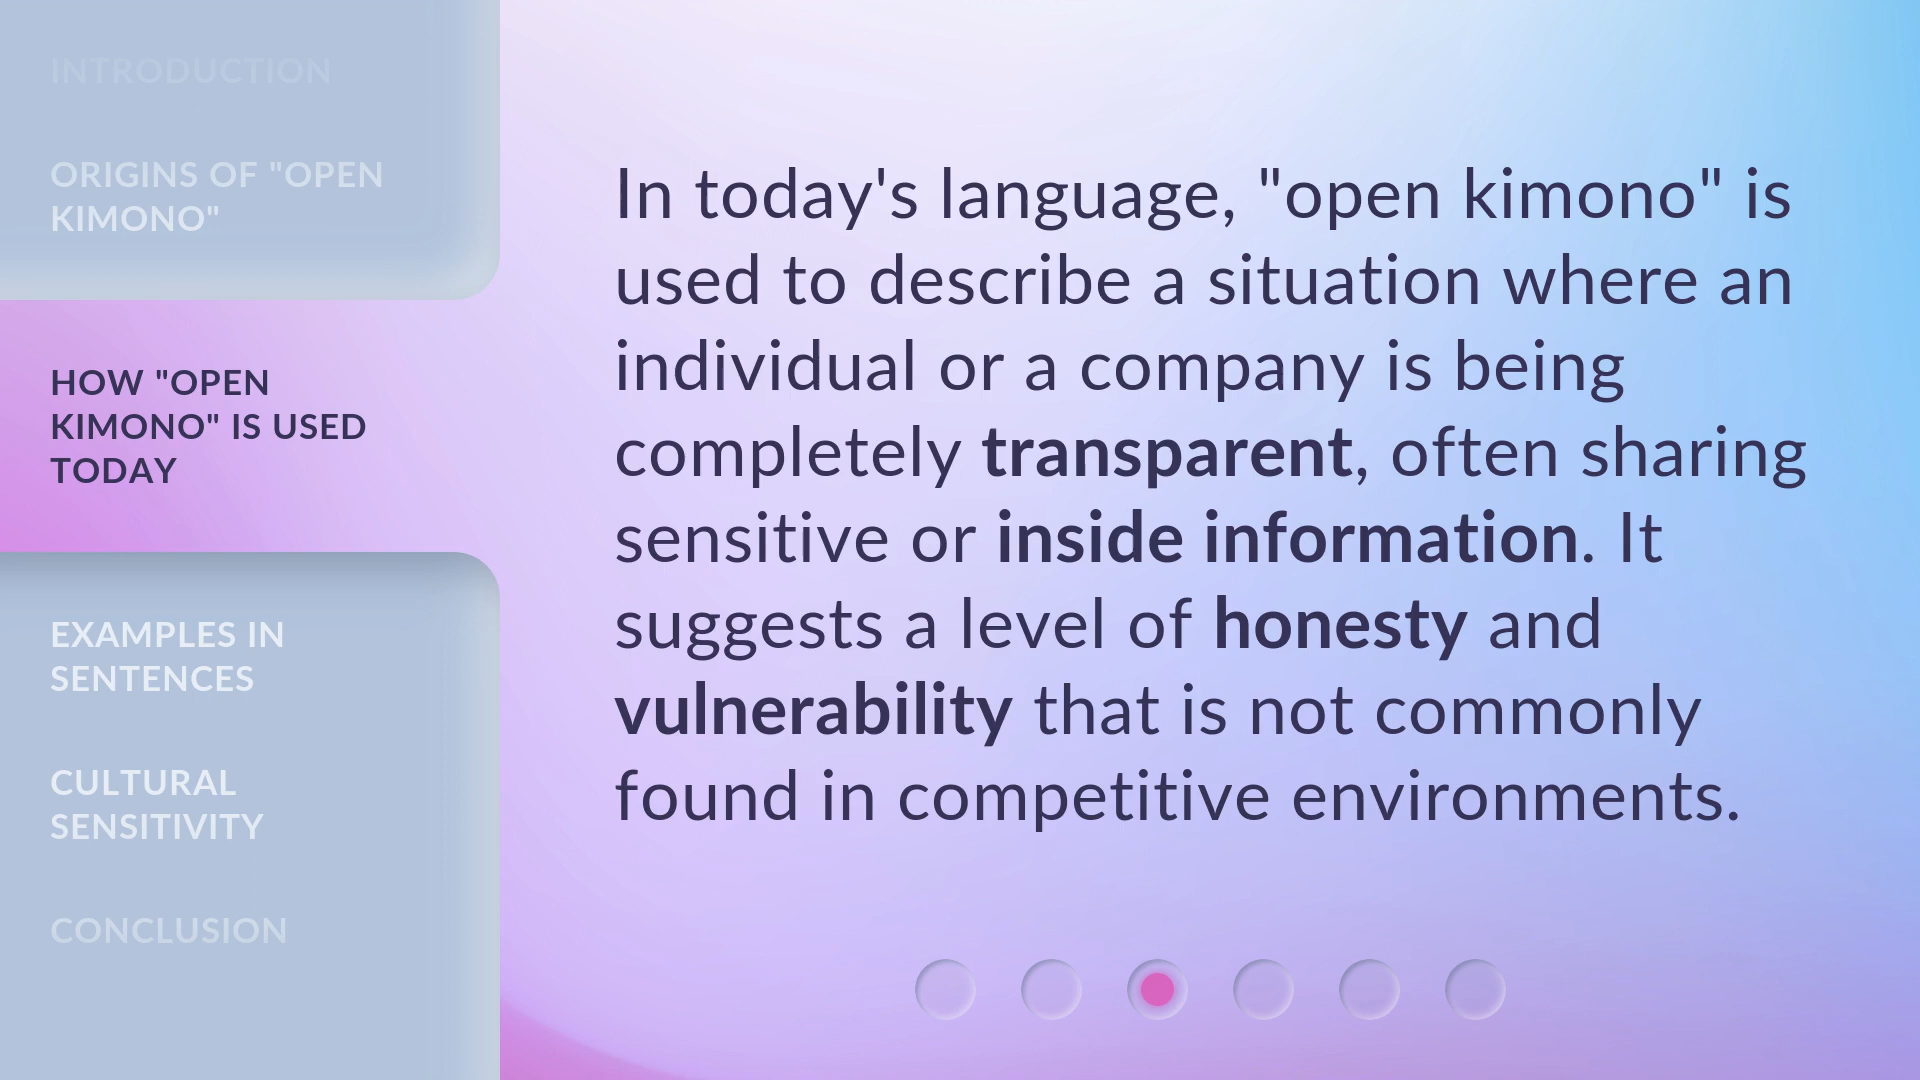 INTRODUCTION
ORIGINS OF "OPEN
KIMONO"
HOW "OPEN
KIMONO" IS USED
TODAY
EXAMPLES IN
SENTENCES
CULTURAL
SENSITIVITY
CONCLUSION
In today's language, "open kimono" is
used to describe a situation where an
individual or a company is being
completely transparent, often sharing
sensitive or inside information. It
suggests a level of honesty and
vulnerability that is not commonly
found in competitive environments.